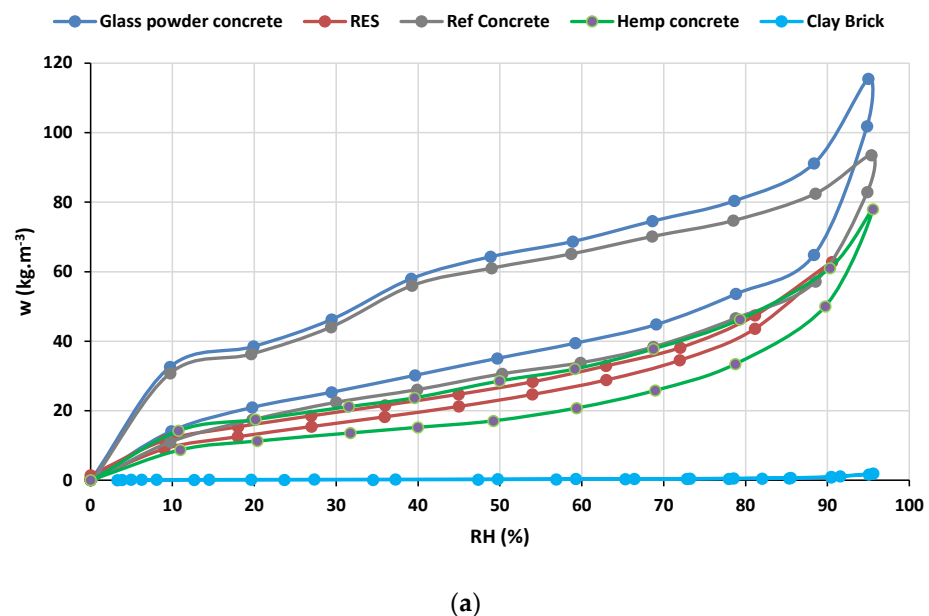 Glass powder concrete RES Ref Concrete Hemp concrete Clay Brick
120
100
80
60
40
20
0
w (kg.m⁻³)
0 10 20 30 40 50 60 70 80 90 100
RH (%)
(a)